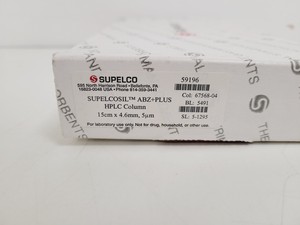 SUPELCO
595 North Harrison Road • Bellefonte, PA
16823-0048 USA • Phone 814-359-3441
59196
SUPELCOSIL™ ABZ+PLUS
HPLC Column
15cm x 4.6mm, 5µm
Col: 67568-04
BL: 5491
SL: 5-1295
For laboratory use only. Not for drug, household, or other use.
THE